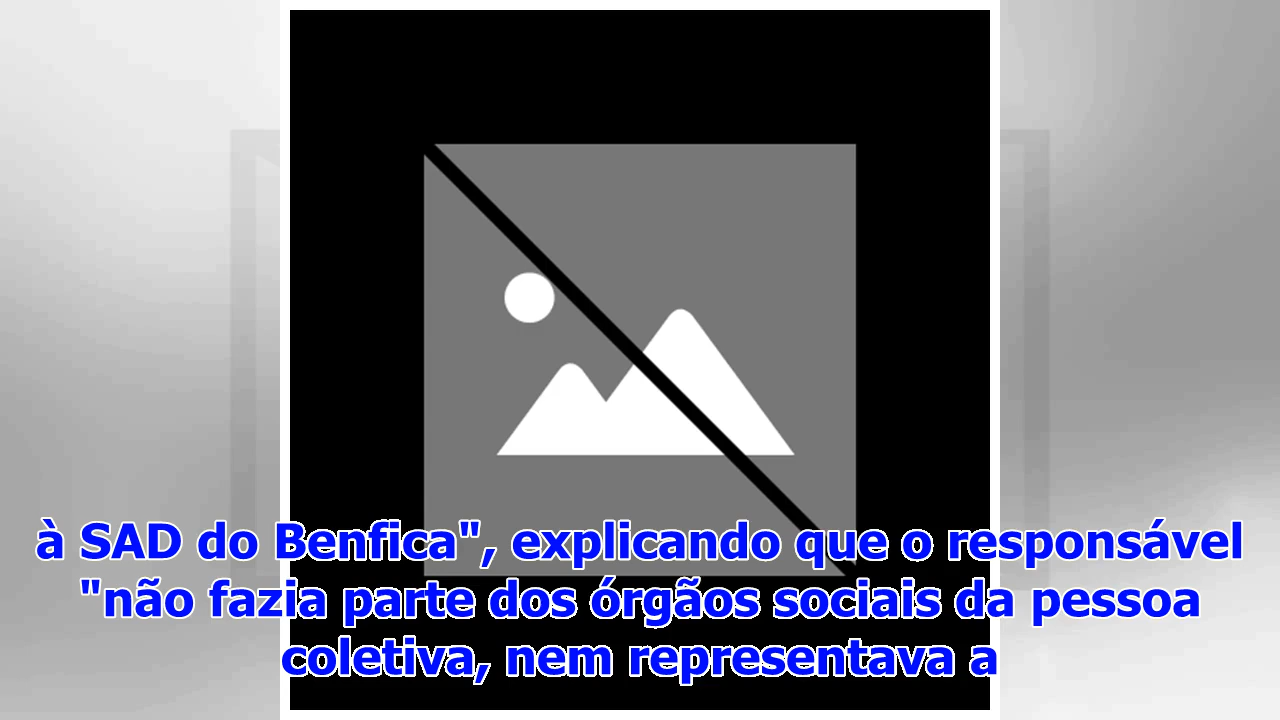 à SAD do Benfica", explicando que o responsável
"não fazia parte dos órgãos sociais da pessoa
coletiva, nem representava a